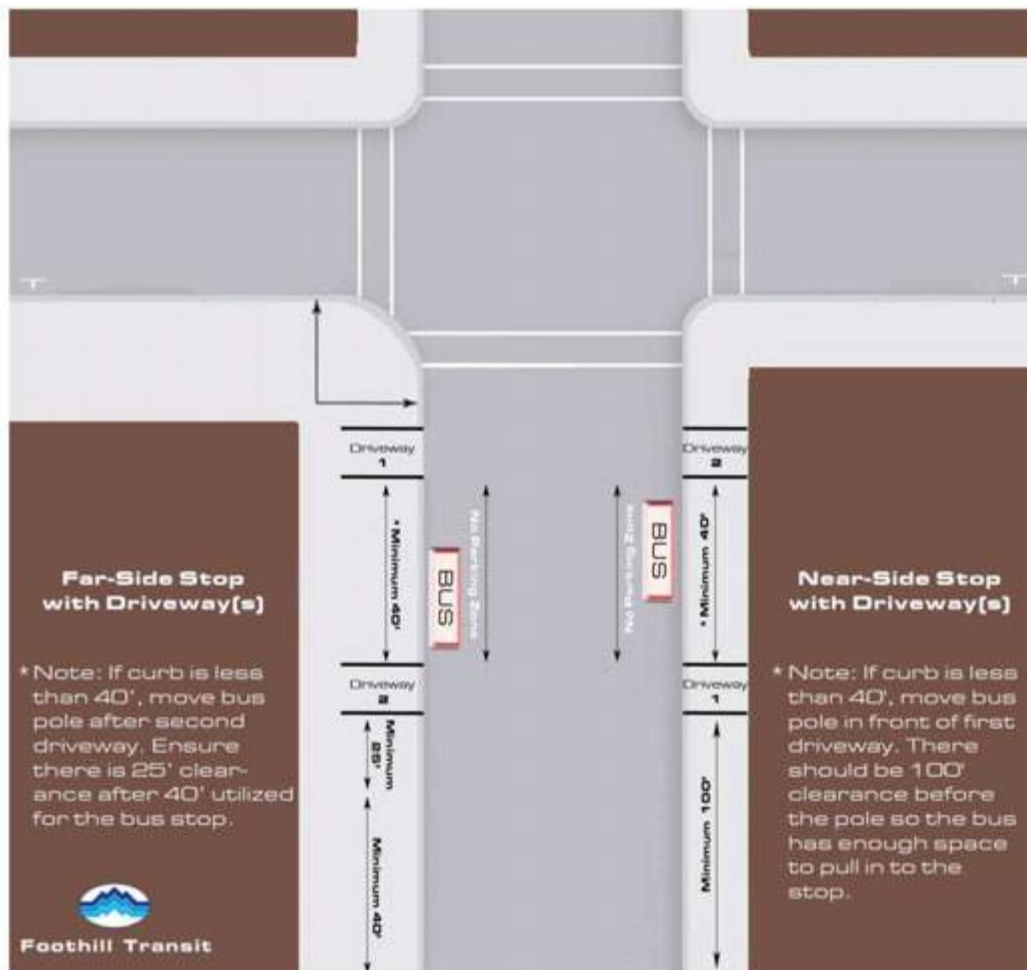 Driveway
1
Driveway
2
* Minimum 40'
No Parking Zone
No Parking Zone
* Minimum 40'
BUS
BUS
Far-Side Stop
with Driveway(s)
* Note: If curb is less
than 40', move bus
pole after second
driveway. Ensure
there is 25' clear-
ance after 40' utilized
for the bus stop.
Foothill Transit
Driveway
2
Minimum
25'
Minimum 40'
Driveway
1
Minimum 100'
Near-Side Stop
with Driveway(s)
* Note: If curb is less
than 40', move bus
pole in front of first
driveway. There
should be 100'
clearance before
the pole so the bus
has enough space
to pull in to the
stop.